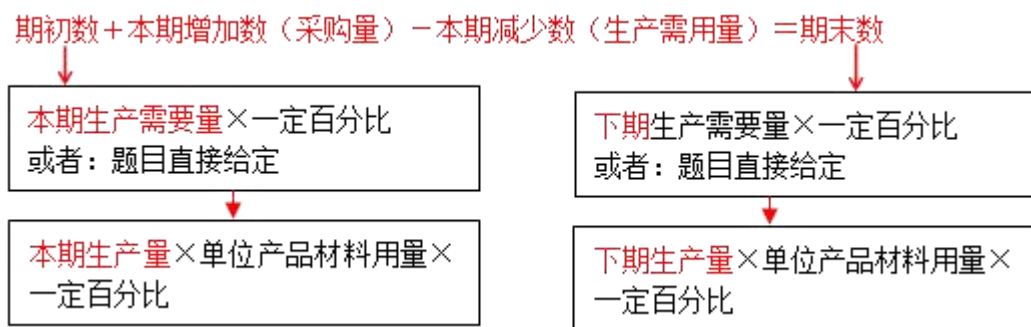 期初数＋本期增加数（采购量）－本期减少数（生产需用量）＝期末数
本期生产需要量×一定百分比
或者：题目直接给定
下期生产需要量×一定百分比
或者：题目直接给定
本期生产量×单位产品材料用量×
一定百分比
下期生产量×单位产品材料用量×
一定百分比